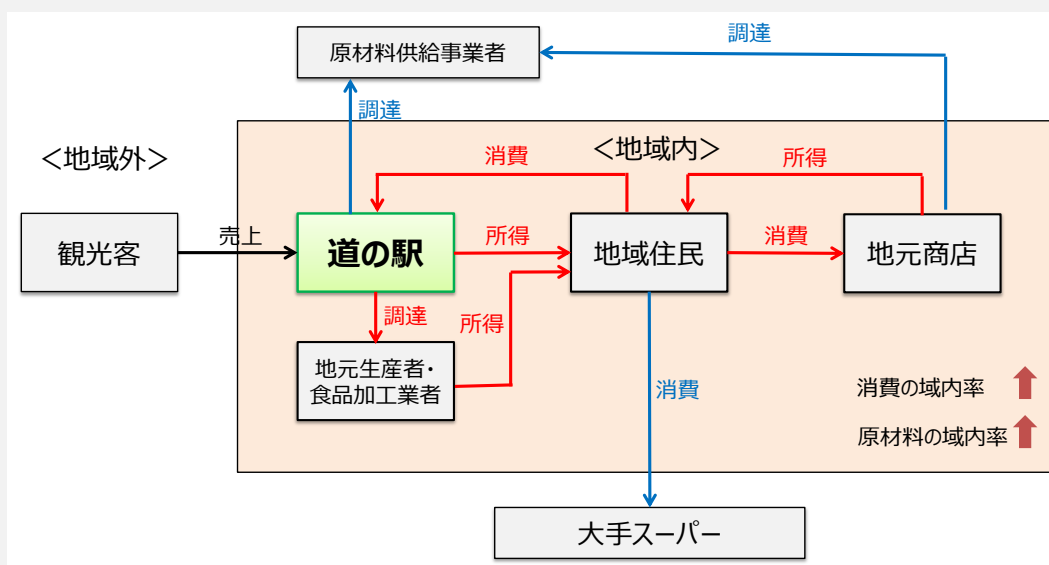 調達
原材料供給事業者
調達
＜地域外＞
消費
＜地域内＞
所得
観光客
売上
道の駅
所得
地域住民
消費
地元商店
調達
所得
地元生産者・
食品加工業者
消費
消費の域内率
原材料の域内率
大手スーパー